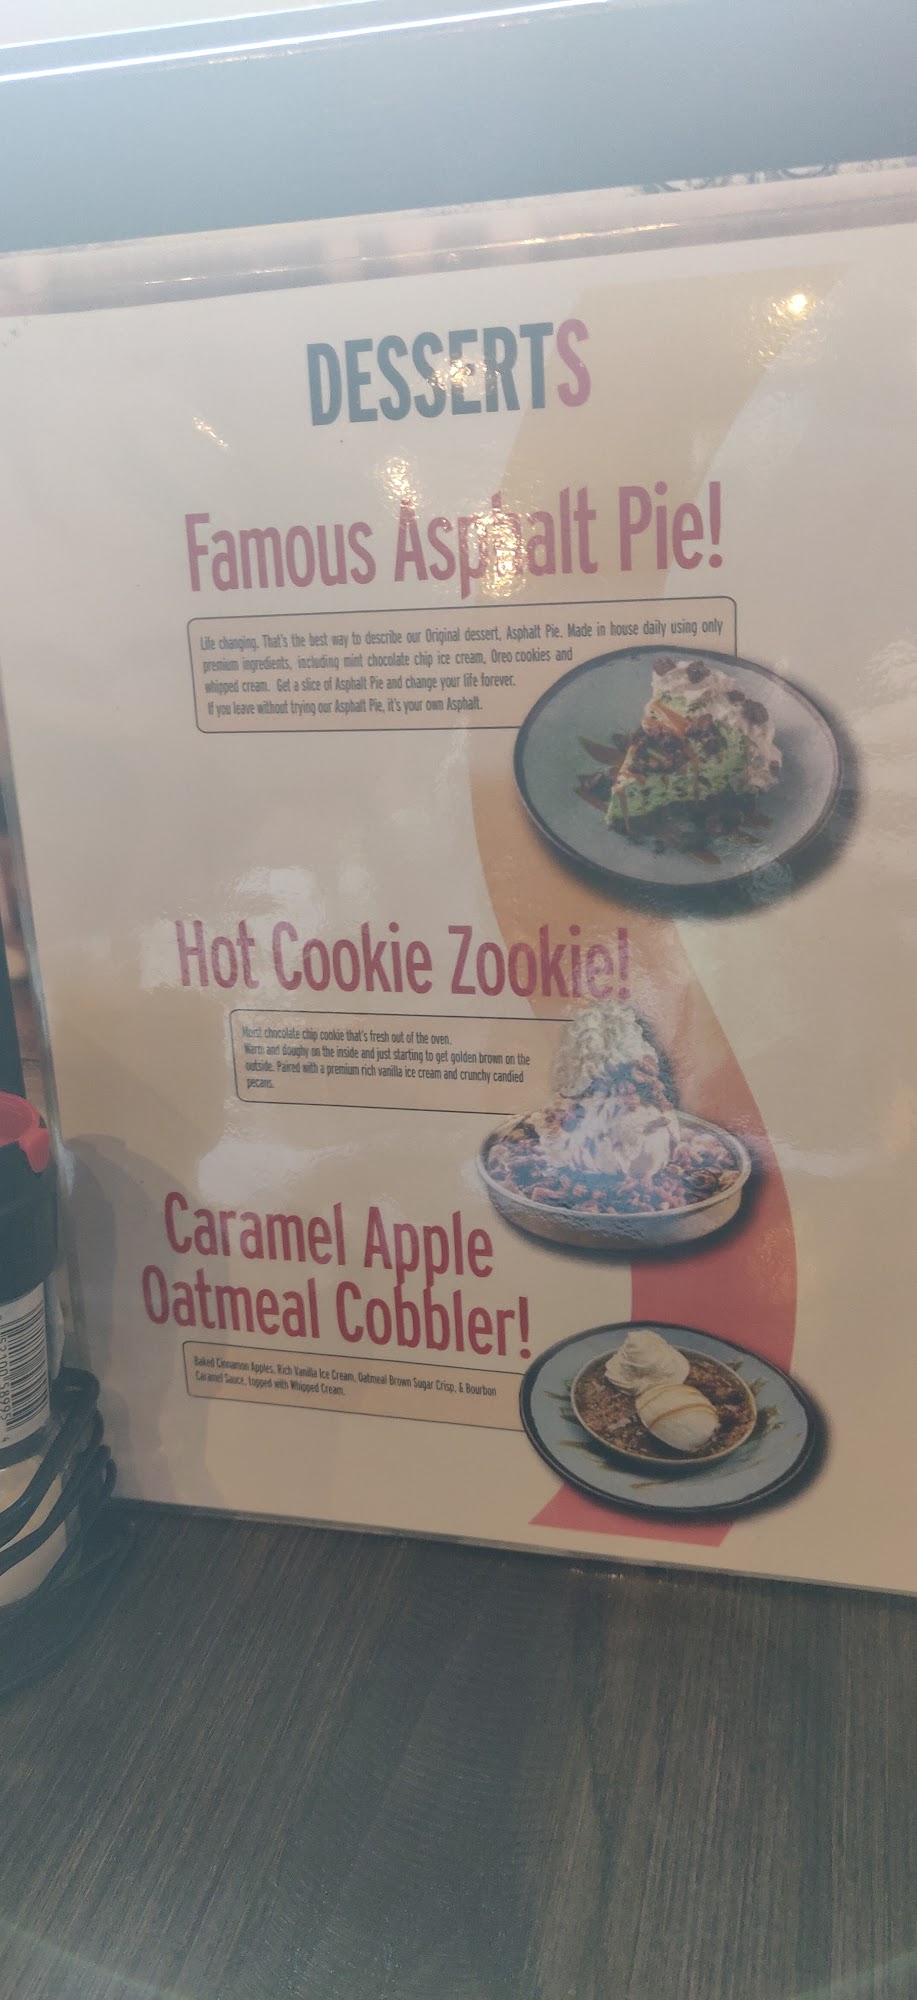 DESSERTS
Famous Asphalt Pie!
Life changing. That's the best way to describe our Original dessert, Asphalt Pie. Made in house daily using only
premium ingredients, including mint chocolate chip ice cream, Oreo cookies and
whipped cream. Get a slice of Asphalt Pie and change your life forever.
If you leave without trying our Asphalt Pie, it's your own Asphalt.
Hot Cookie Zookie!
Moist chocolate chip cookie that's fresh out of the oven.
Warm and doughy on the inside and just starting to get golden brown on the
outside. Paired with a premium rich vanilla ice cream and crunchy candied
pecans.
Caramel Apple
Oatmeal Cobbler!
Baked Cinnamon Apples, Rich Vanilla Ice Cream, Oatmeal Brown Sugar Crisp, & Bourbon
Caramel Sauce, topped with Whipped Cream.